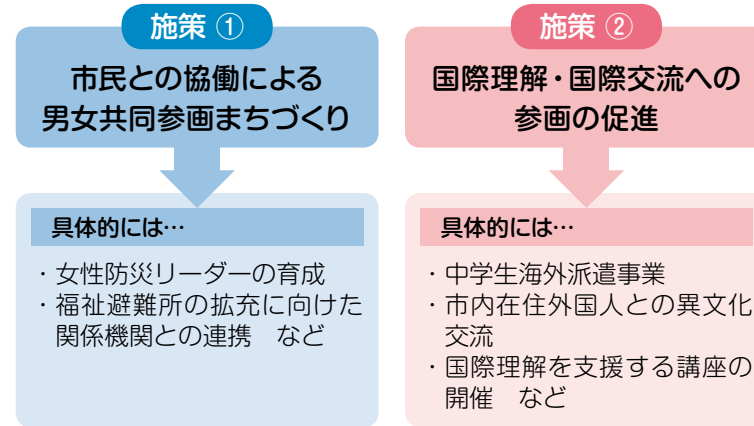 施策 ①
市民との協働による
男女共同参画まちづくり
具体的には…
・女性防災リーダーの育成
・福祉避難所の拡充に向けた
関係機関との連携　など
施策 ②
国際理解・国際交流への
参画の促進
具体的には…
・中学生海外派遣事業
・市内在住外国人との異文化
交流
・国際理解を支援する講座の
開催　など